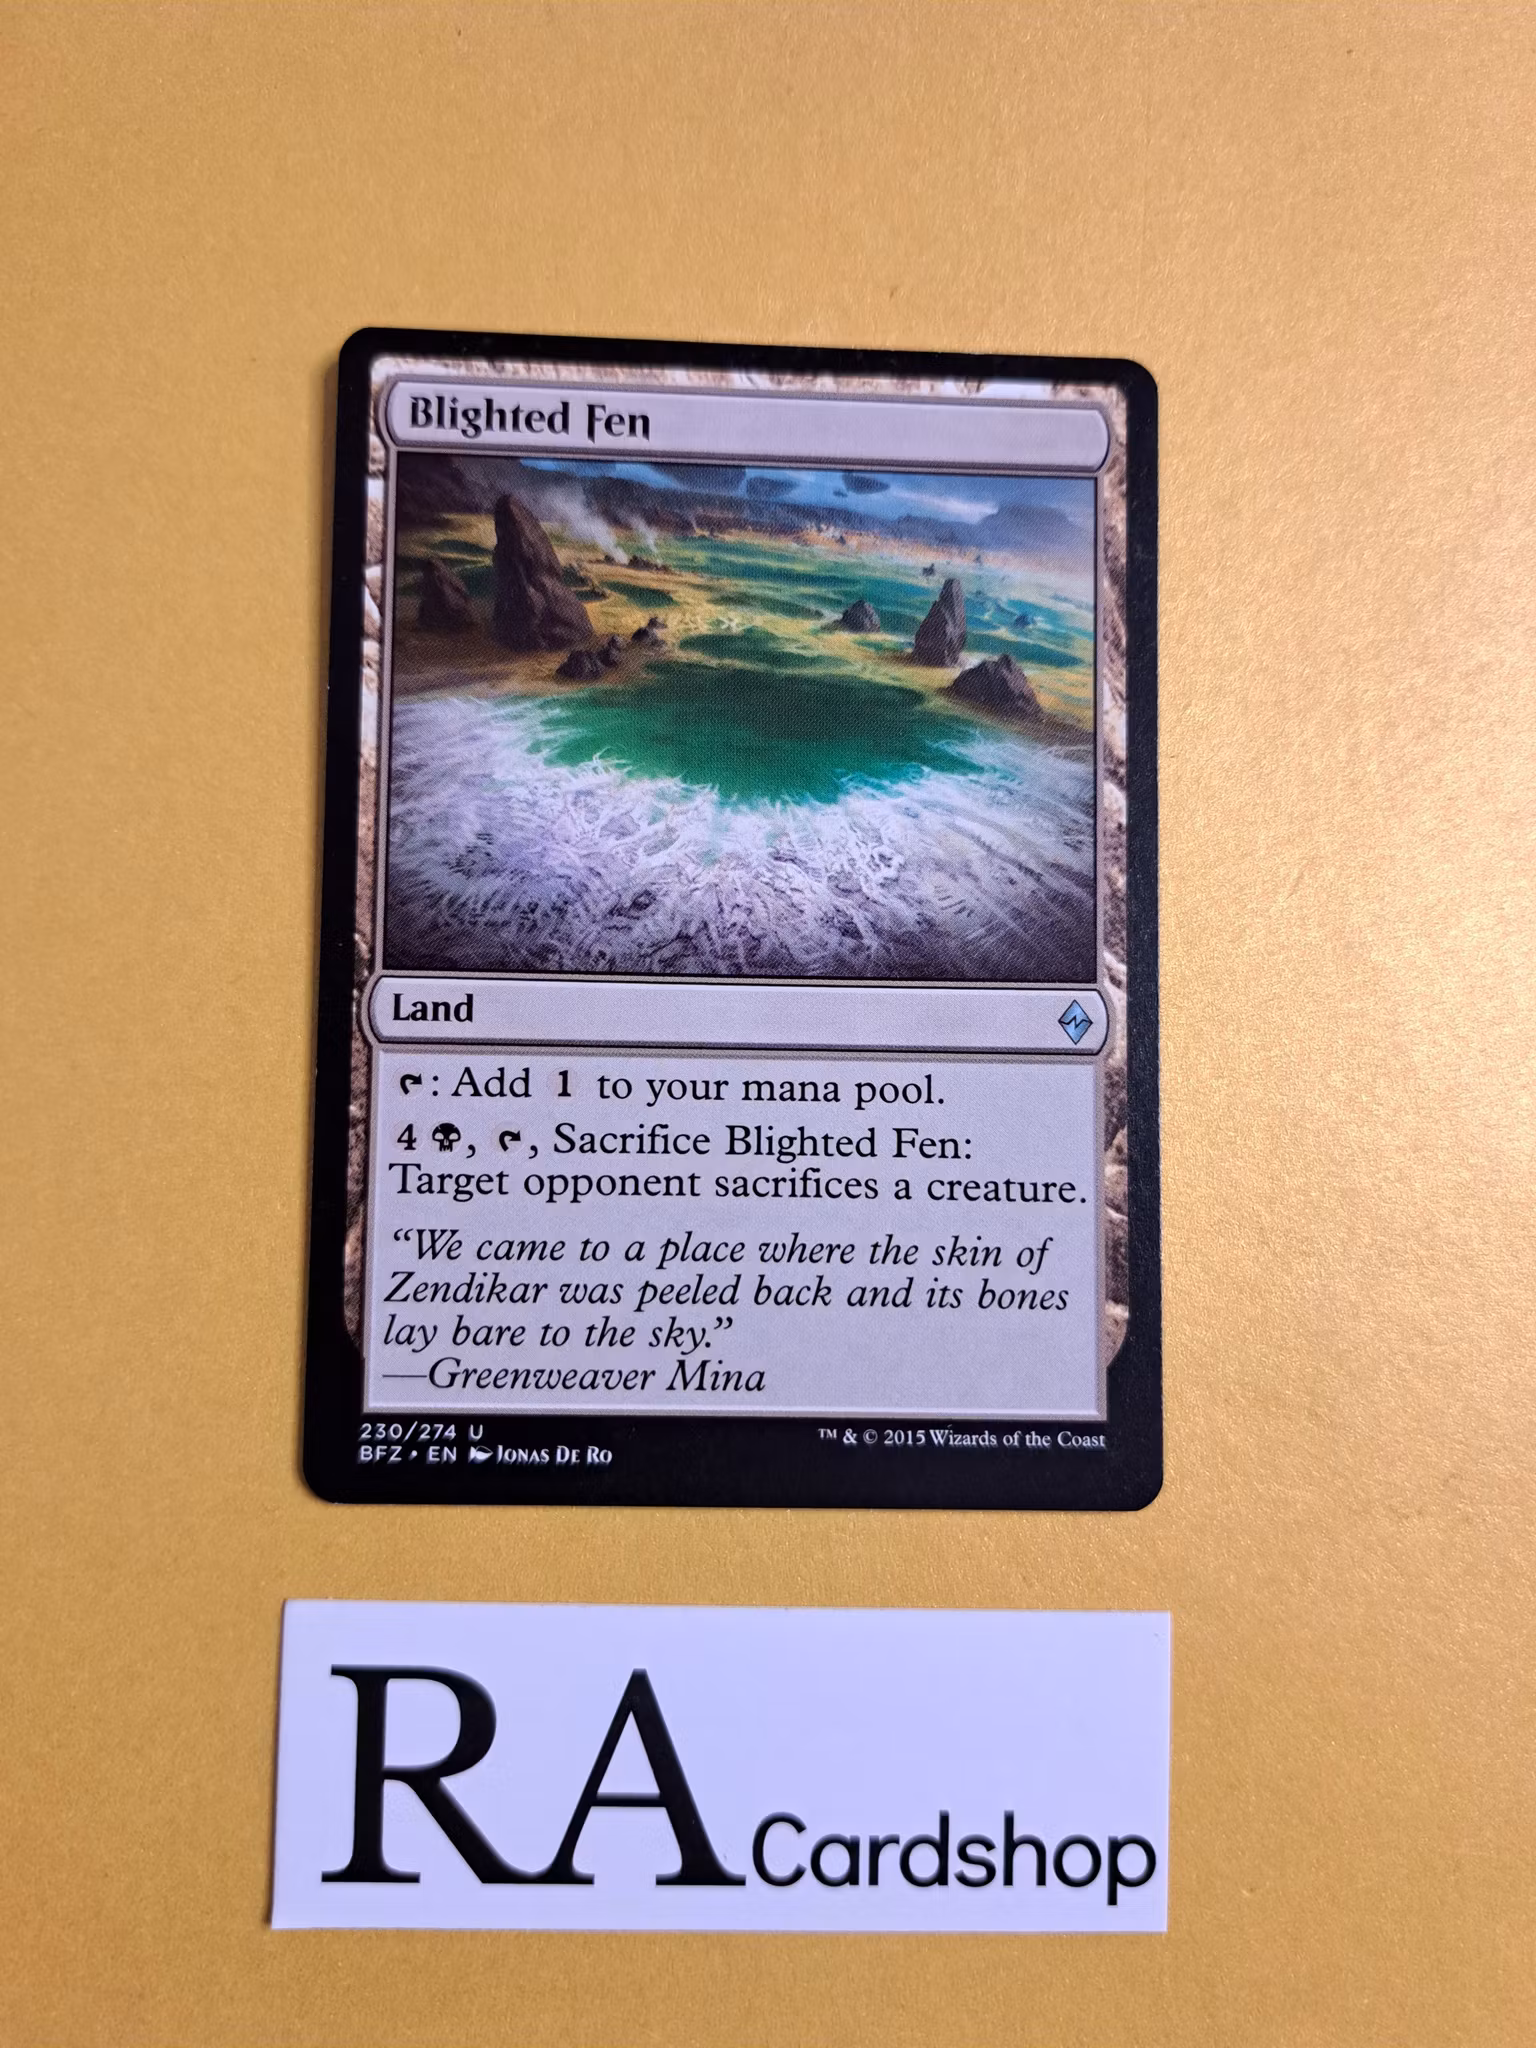 Blighted Fen
Land
: Add 1 to your mana pool.
4 , , Sacrifice Blighted Fen:
Target opponent sacrifices a creature.
“We came to a place where the skin of
Zendikar was peeled back and its bones
lay bare to the sky.”
—Greenweaver Mina
230/274 U
BFZ • EN Jonas De Ro
™ & © 2015 Wizards of the Coast
RA Cardshop